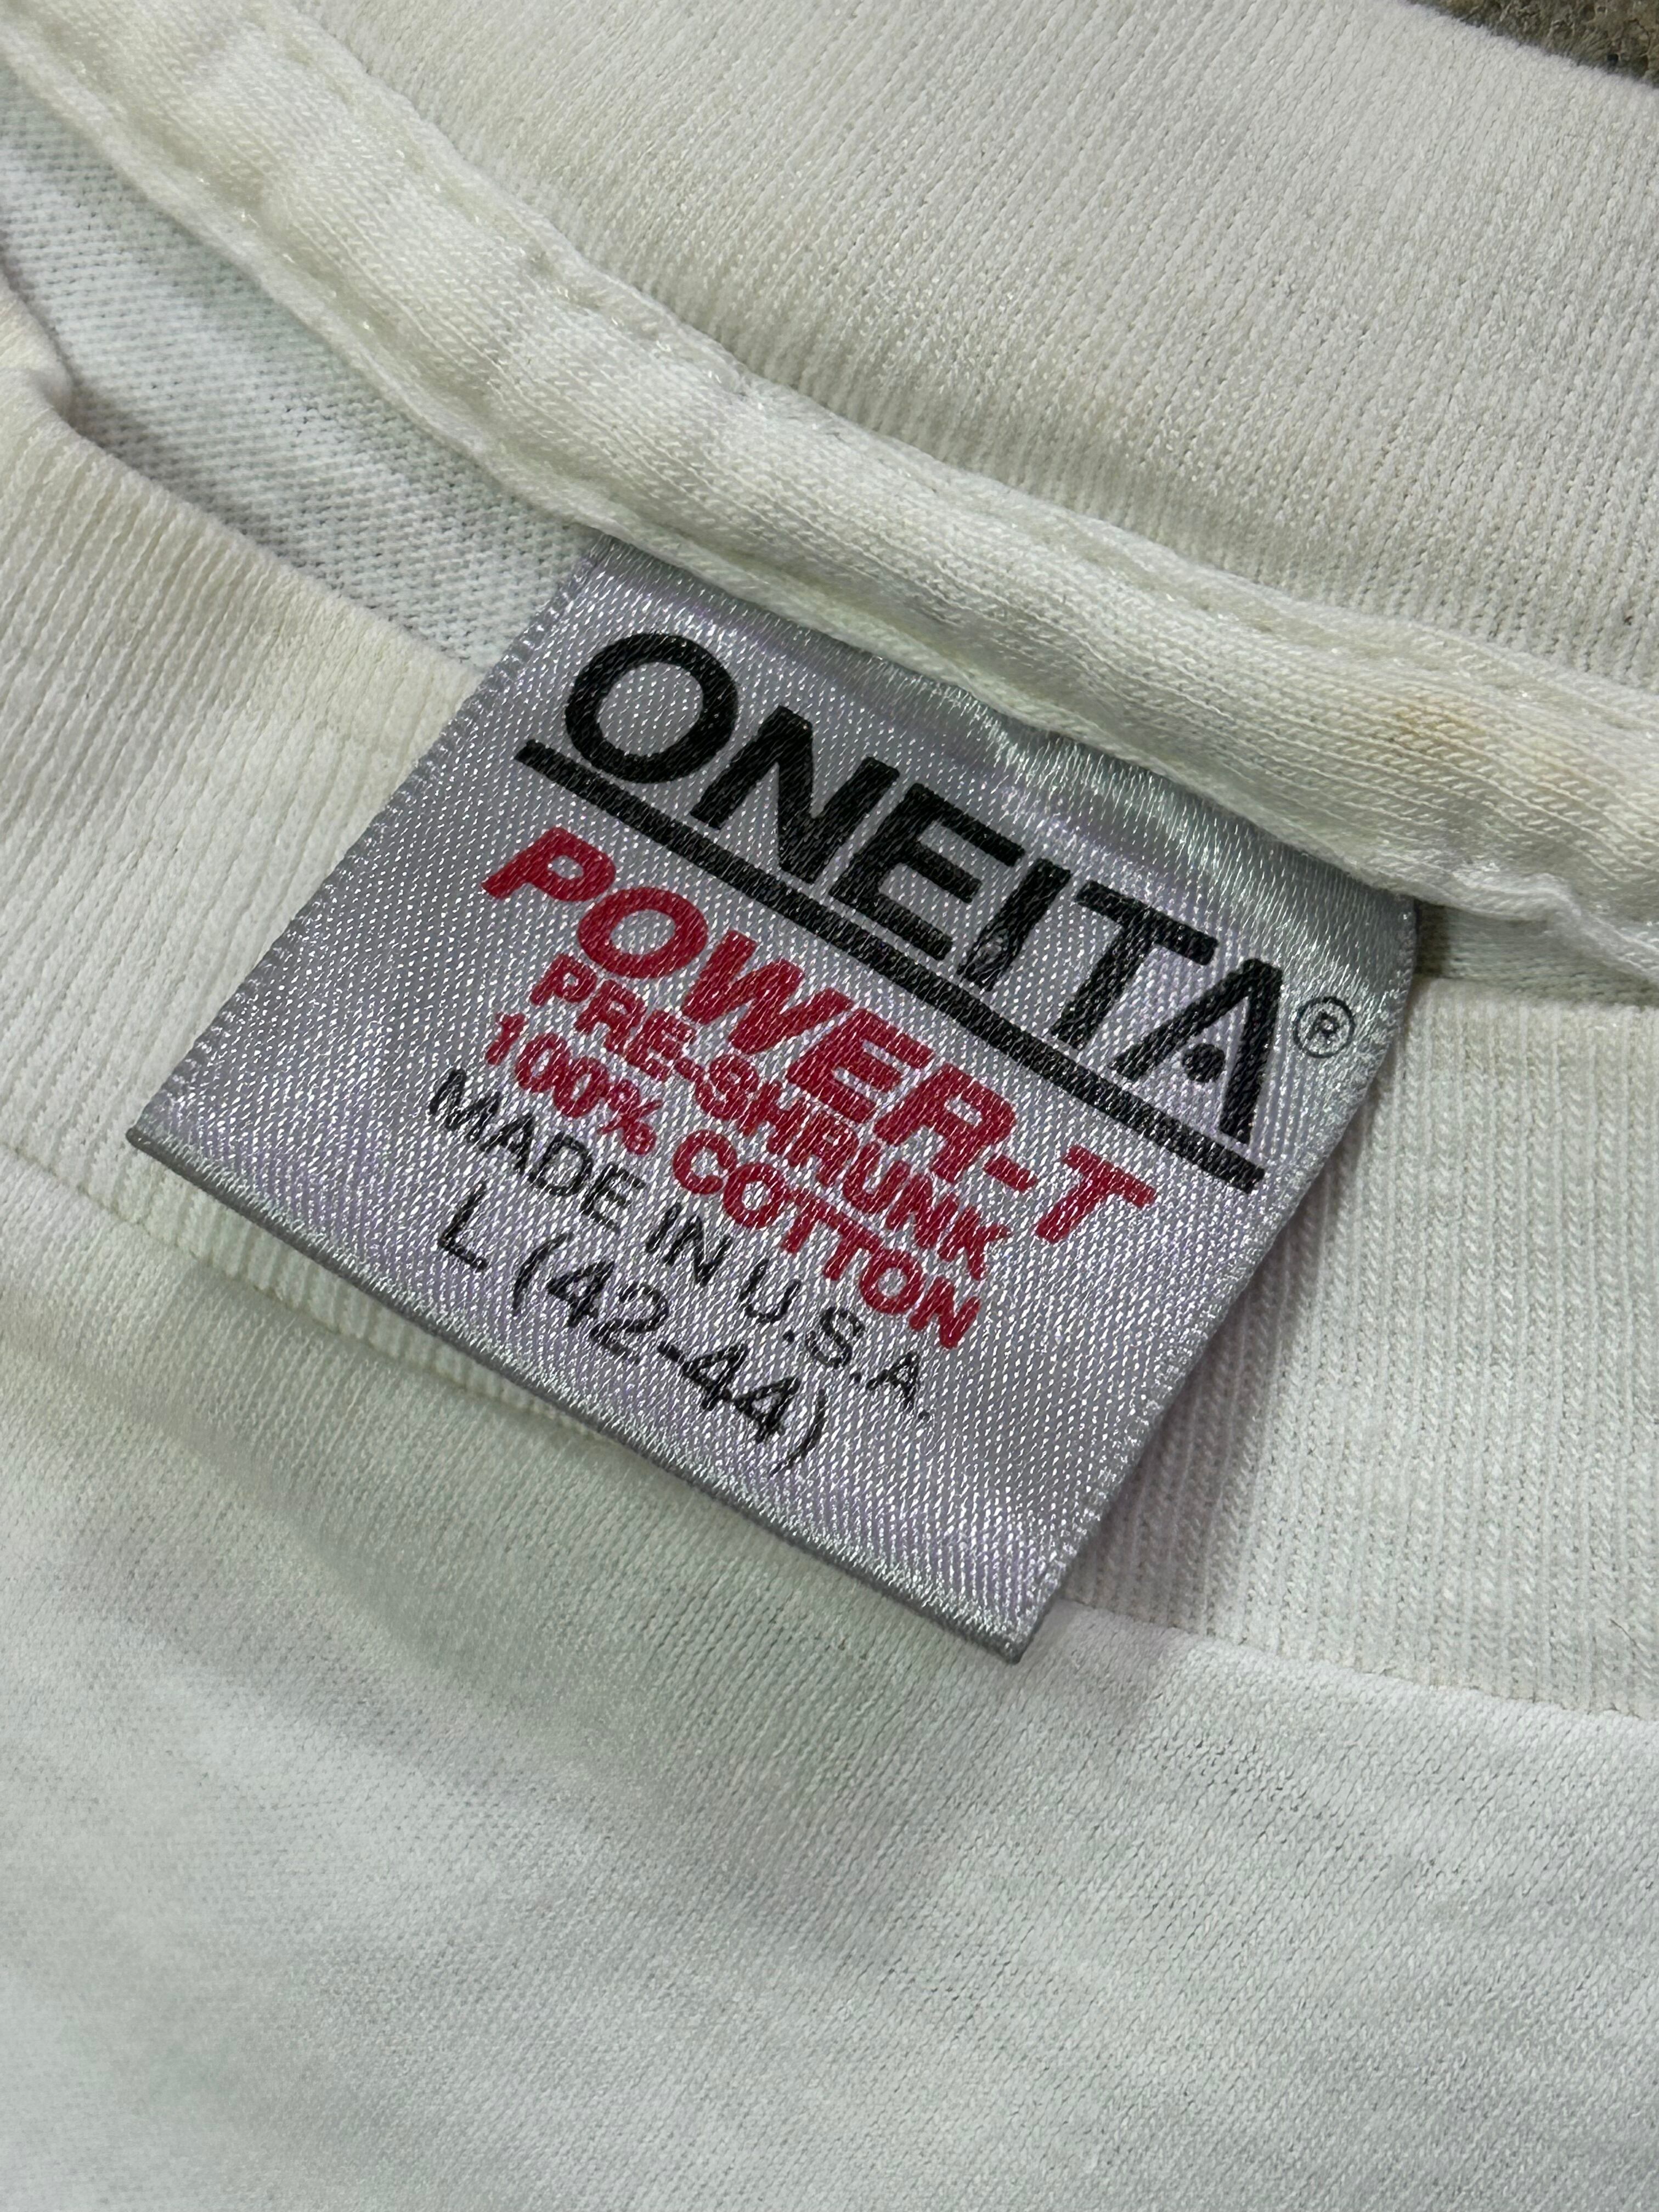 ONEITA®
POWER-T
PRE-SHRUNK
100% COTTON
MADE IN U.S.A.
L (42-44)